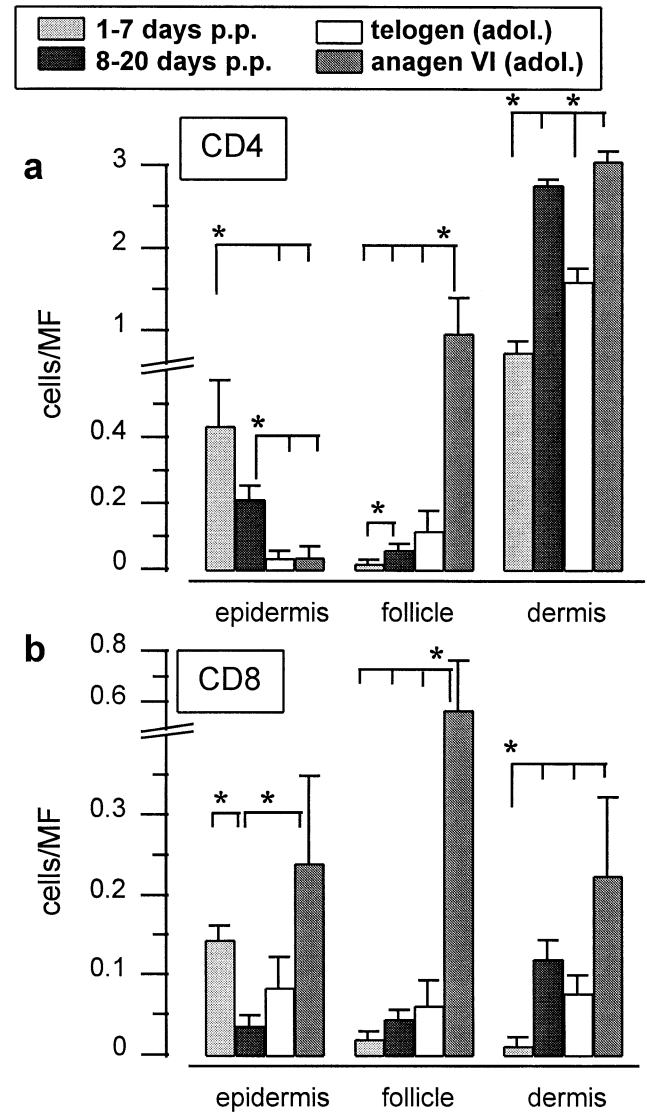 1-7 days p.p.
telogen (adol.)
8-20 days p.p.
anagen VI (adol.)
a
CD4
cells/MF
3
2
1
0.4
0.2
0
* * * * * * *
epidermis follicle dermis
b
CD8
cells/MF
0.8
0.6
0.3
0.2
0.1
0
* * * *
epidermis follicle dermis